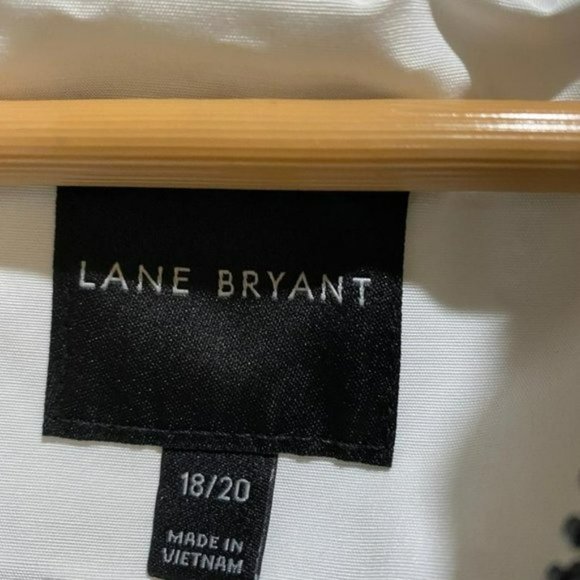 LANE BRYANT
18/20
MADE IN
VIETNAM